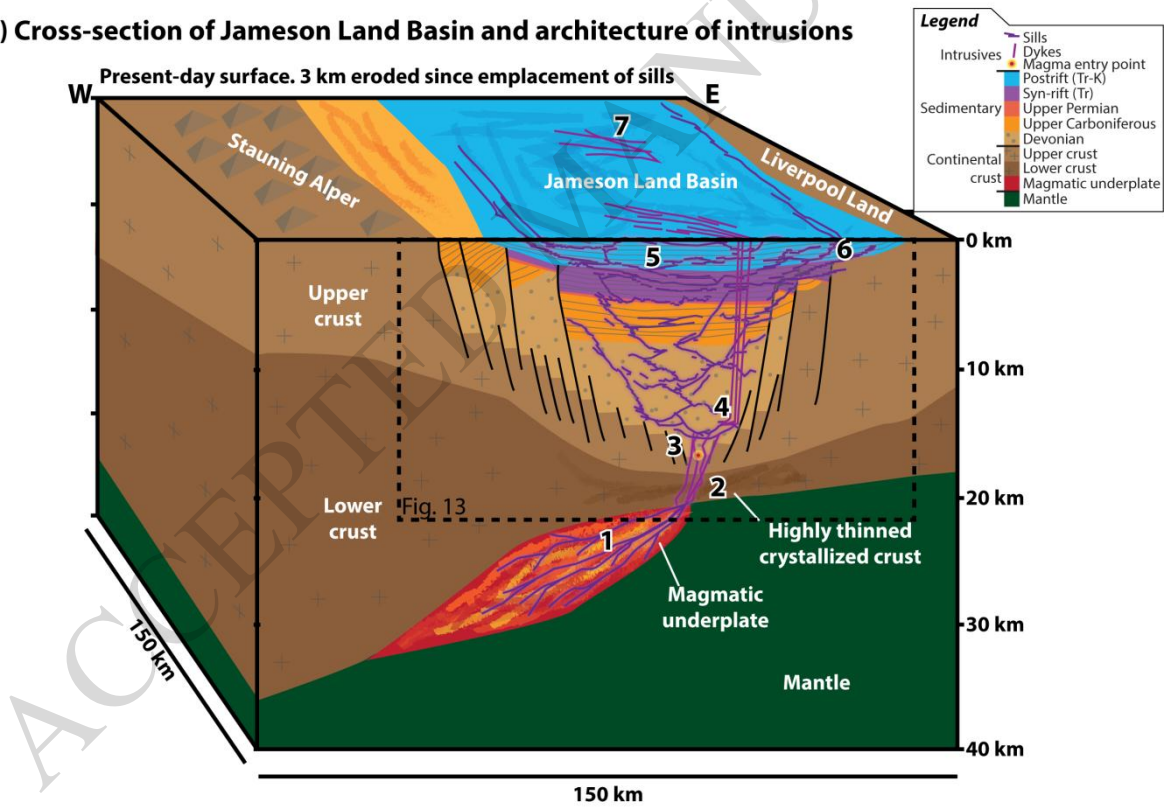 ) Cross-section of Jameson Land Basin and architecture of intrusions
Present-day surface. 3 km eroded since emplacement of sills
W
E
Legend
Intrusives
Sills
Dykes
Magma entry point
Sedimentary
Postrift (Tr-K)
Syn-rift (Tr)
Upper Permian
Upper Carboniferous
Devonian
Continental
crust
Upper crust
Lower crust
Magmatic underplate
Mantle
Stauning Alper
7
Jameson Land Basin
Liverpool Land
5
6
0 km
Upper
crust
10 km
4
3
2
20 km
Lower
crust
Fig. 13
1
Highly thinned
crystallized crust
Magmatic
underplate
30 km
Mantle
40 km
150 km
150 km
ACCEPTED MANU